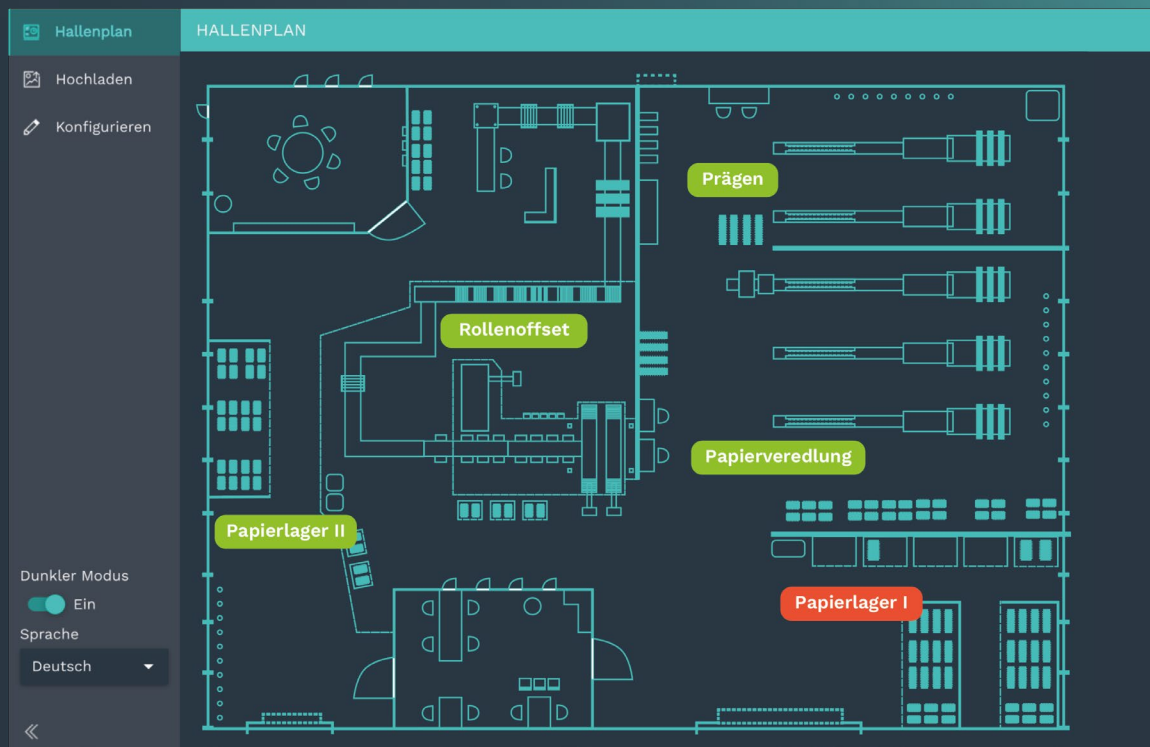 Hallenplan
HALLENPLAN
Hochladen
Konfigurieren
Prägen
Rollenoffset
Papierveredlung
Papierlager II
Papierlager I
Dunkler Modus
Ein
Sprache
Deutsch